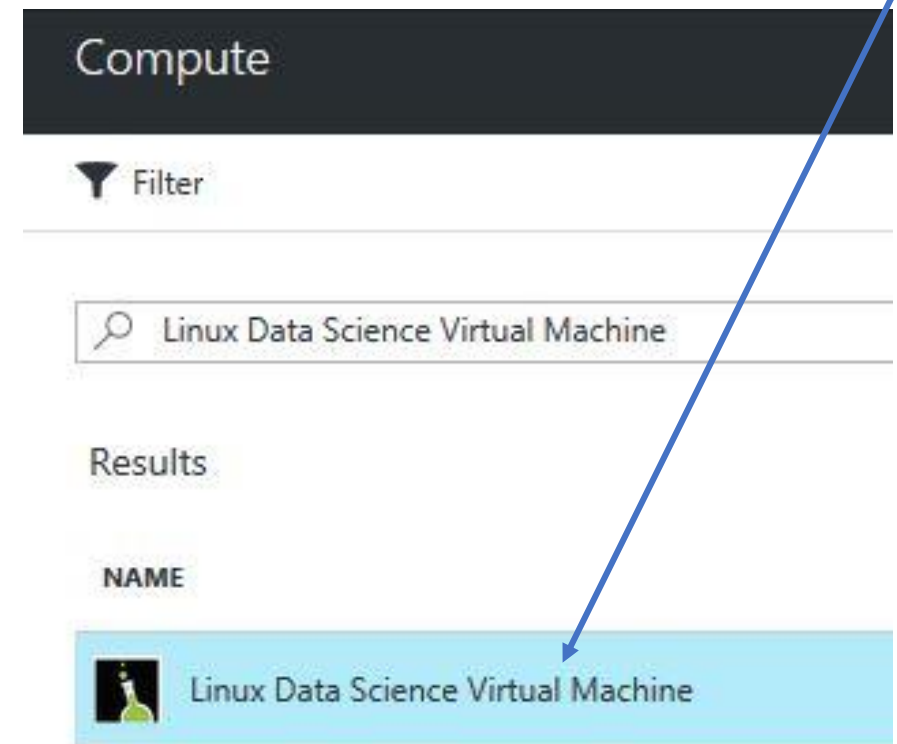 Compute
Filter
Linux Data Science Virtual Machine
Results
NAME
Linux Data Science Virtual Machine